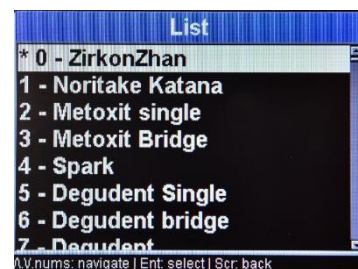 List
* 0 - ZirkonZhan
1 - Noritake Katana
2 - Metoxit single
3 - Metoxit Bridge
4 - Spark
5 - Degudent Single
6 - Degudent bridge
7 - Degudent
Λ,V,nums: navigate | Ent: select | Scr: back